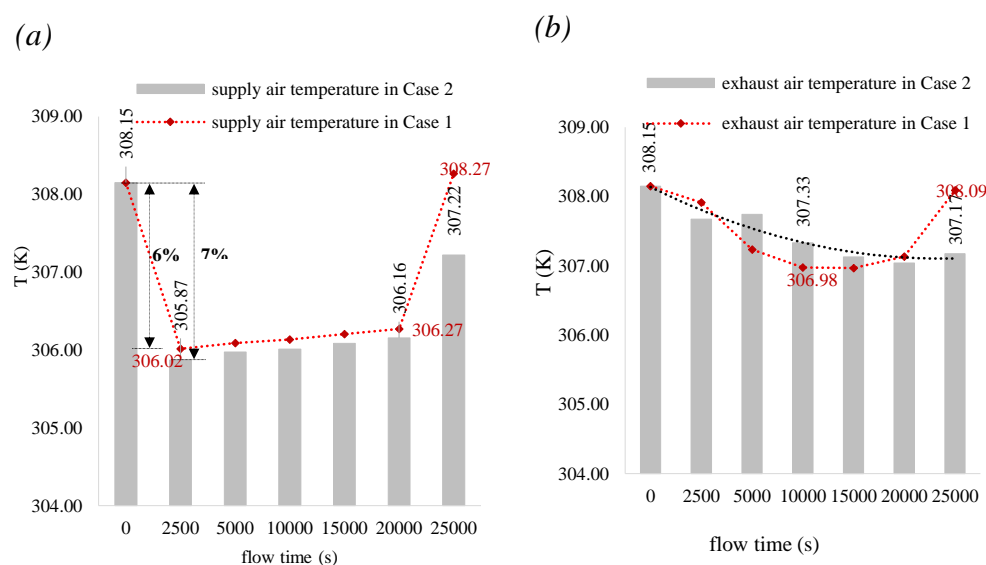 (a)
supply air temperature in Case 2
supply air temperature in Case 1
309.00
308.00
307.00
306.00
305.00
304.00
T (K)
308.15
6%
7%
306.02
305.87
306.16
306.27
308.27
307.22
0 2500 5000 10000 15000 20000 25000
flow time (s)
(b)
exhaust air temperature in Case 2
exhaust air temperature in Case 1
309.00
308.00
307.00
306.00
305.00
304.00
T (K)
308.15
307.33
306.98
308.09
307.17
0 2500 5000 10000 15000 20000 25000
flow time (s)